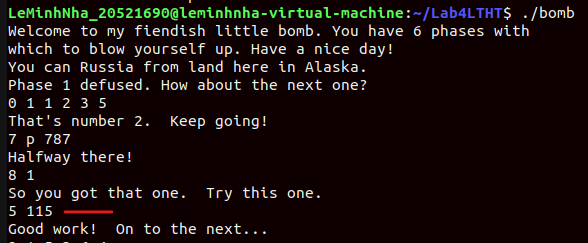 LeMinhNha_20521690@leminhnha-virtual-machine:~/Lab4LTHT$ ./bomb
Welcome to my fiendish little bomb. You have 6 phases with
which to blow yourself up. Have a nice day!
You can Russia from land here in Alaska.
Phase 1 defused. How about the next one?
0 1 1 2 3 5
That's number 2.  Keep going!
7 p 787
Halfway there!
8 1
So you got that one.  Try this one.
5 115
Good work!  On to the next...